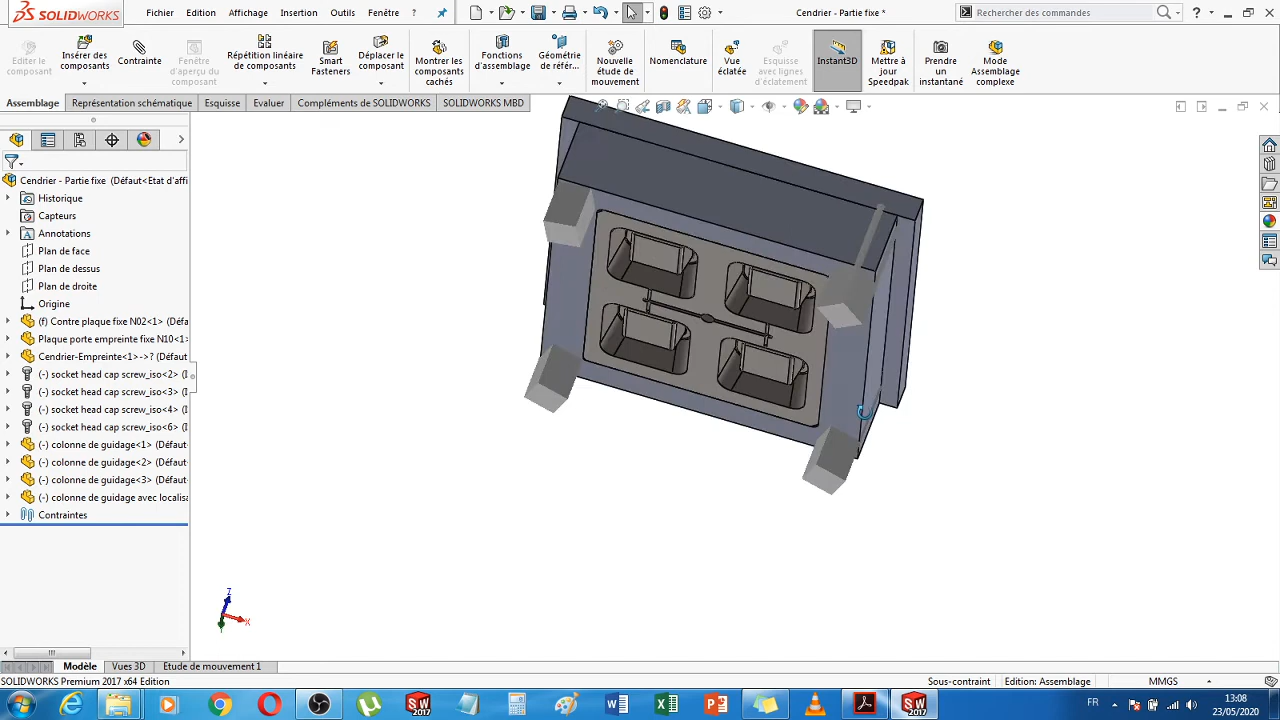 SOLIDWORKS
Fichier Edition Affichage Insertion Outils Fenêtre
Cendrier - Partie fixe *
Rechercher des commandes
Editer le composant
Insérer des composants
Contrainte
Fenêtre d'aperçu du composant
Répétition linéaire de composants
Smart Fasteners
Déplacer le composant
Montrer les composants cachés
Fonctions d'assemblage
Géométrie de référ...
Nouvelle étude de mouvement
Nomenclature
Vue éclatée
Esquisse avec lignes d'éclatement
Instant3D
Mettre à jour Speedpak
Prendre un instantané
Mode Assemblage complexe
Assemblage Représentation schématique Esquisse Evaluer Compléments de SOLIDWORKS SOLIDWORKS MBD
Cendrier - Partie fixe (Défaut<Etat d'affi
Historique
Capteurs
Annotations
Plan de face
Plan de dessus
Plan de droite
Origine
(f) Contre plaque fixe N02<1> (Défa
Plaque porte empreinte fixe N10<1>
Cendrier-Empreinte<1>->? (Défaut
(-) socket head cap screw_iso<2> (I
(-) socket head cap screw_iso<3> (I
(-) socket head cap screw_iso<4> (I
(-) socket head cap screw_iso<6> (I
(-) colonne de guidage<1> (Défaut
(-) colonne de guidage<2> (Défaut
(-) colonne de guidage<3> (Défaut
(-) colonne de guidage avec localisa
Contraintes
Z
X
Y
Modèle Vues 3D Etude de mouvement 1
SOLIDWORKS Premium 2017 x64 Edition
Sous-contraint Edition: Assemblage MMGS
FR
13:08
23/05/2020